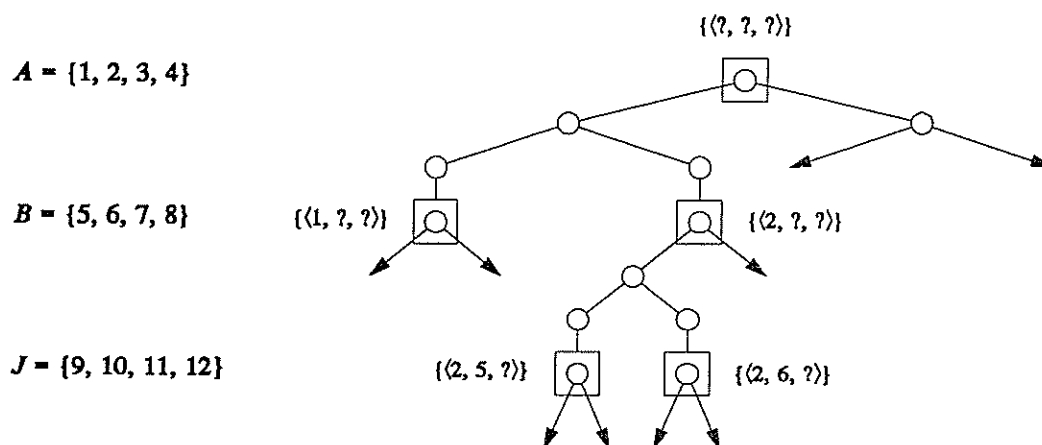 {⟨?, ?, ?⟩}
A = {1, 2, 3, 4}
B = {5, 6, 7, 8}
{⟨1, ?, ?⟩}
{⟨2, ?, ?⟩}
J = {9, 10, 11, 12}
{⟨2, 5, ?⟩}
{⟨2, 6, ?⟩}